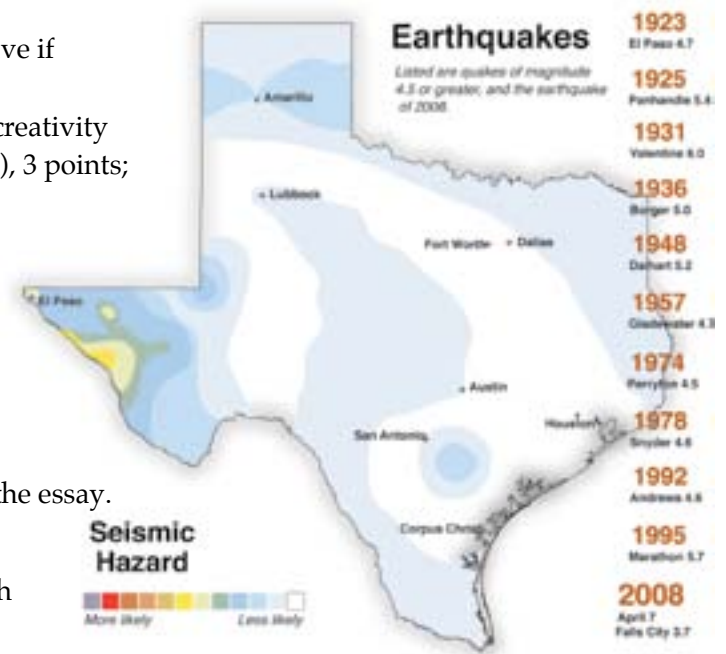 ve if
creativity
), 3 points;
the essay.
h
Earthquakes
Listed are quakes of magnitude
4.5 or greater, and the earthquake
of 2008.
Amarillo
Lubbock
Fort Worth
Dallas
El Paso
Austin
San Antonio
Houston
Corpus Christi
Seismic
Hazard
More likely
Less likely
1923
El Paso 4.7
1925
Panhandle 5.4
1931
Valentine 6.0
1936
Borger 5.0
1948
Dalhart 5.2
1957
Gladewater 4.3
1974
Perryton 4.5
1978
Snyder 4.6
1992
Andrews 4.6
1995
Marathon 5.7
2008
April 7
Falls City 3.7